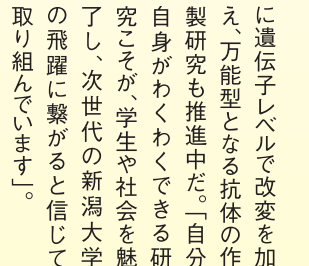 に遺伝子レベルで改変を加
え、万能型となる抗体の作
製研究も推進中だ。「自分
自身がわくわくできる研
究こそが、学生や社会を魅
了し、次世代の新潟大学
の飛躍に繋がると信じて
取り組んでいます」。